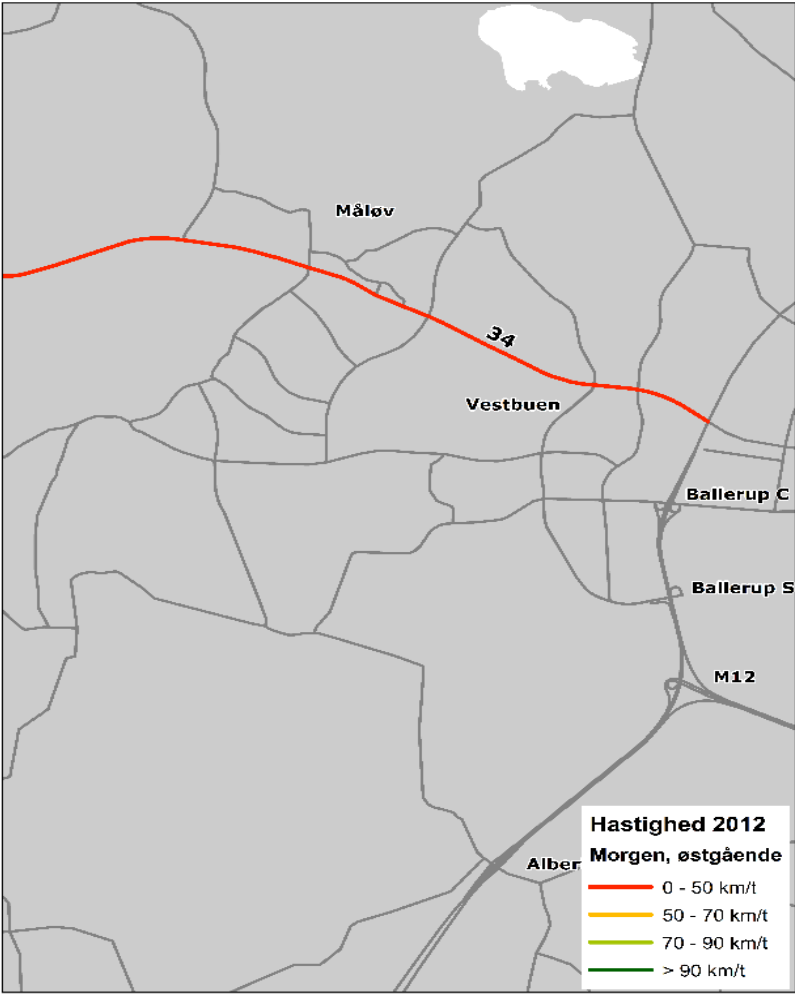 Måløv
34
Vestbuen
Ballerup C
Ballerup S
M12
Alber
Hastighed 2012
Morgen, østgående
0 - 50 km/t
50 - 70 km/t
70 - 90 km/t
> 90 km/t